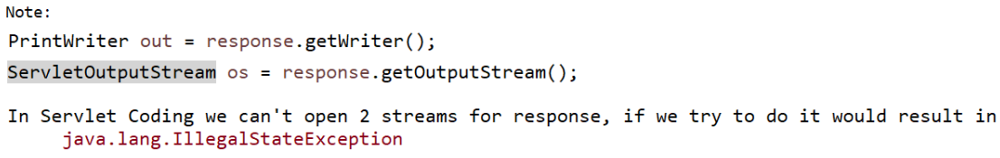 Note:
PrintWriter out = response.getWriter();
ServletOutputStream os = response.getOutputStream();
In Servlet Coding we can't open 2 streams for response, if we try to do it would result in
java.lang.IllegalStateException